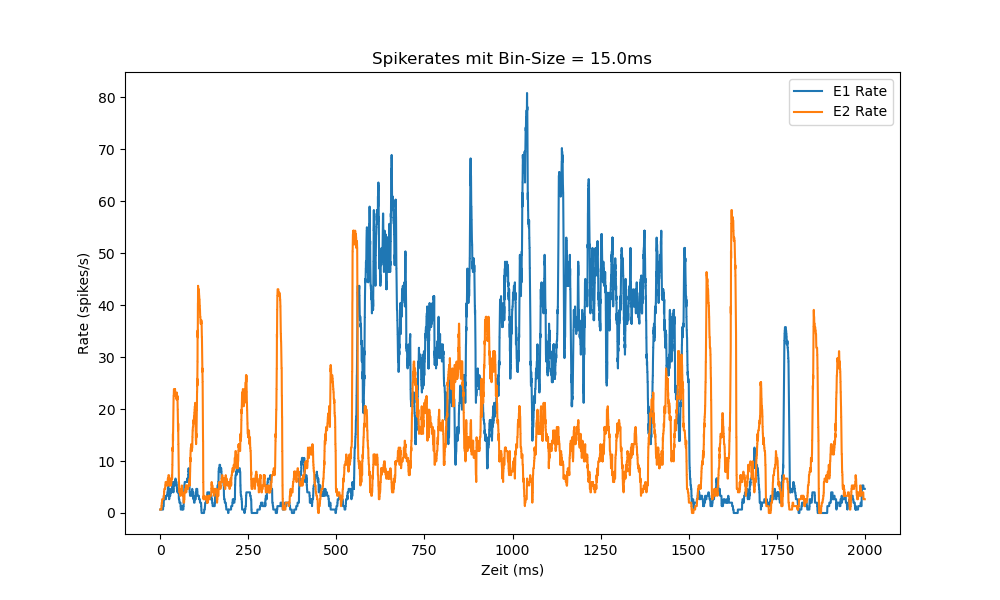 Spikerates mit Bin-Size = 15.0ms
E1 Rate
E2 Rate
Rate (spikes/s)
80
70
60
50
40
30
20
10
0
0 250 500 750 1000 1250 1500 1750 2000
Zeit (ms)